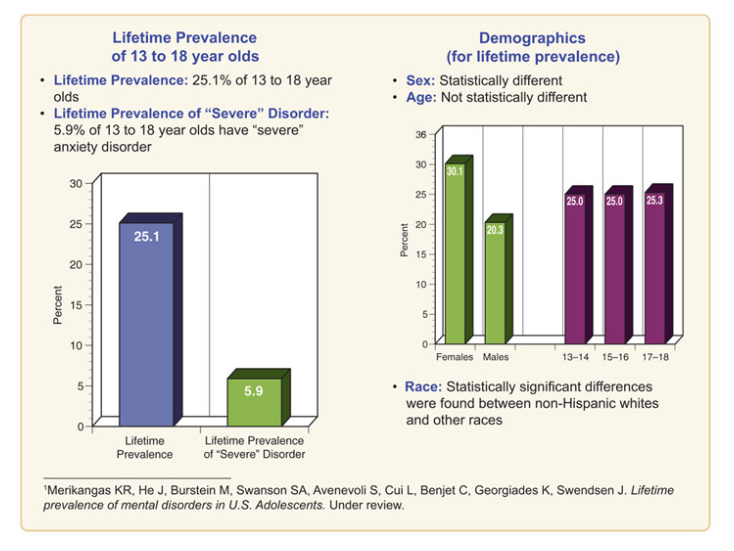 Lifetime Prevalence
of 13 to 18 year olds
• Lifetime Prevalence: 25.1% of 13 to 18 year
olds
• Lifetime Prevalence of “Severe” Disorder:
5.9% of 13 to 18 year olds have “severe”
anxiety disorder
30
25
20
15
10
5
0
Percent
25.1
5.9
Lifetime
Prevalence
Lifetime Prevalence
of “Severe” Disorder
Demographics
(for lifetime prevalence)
• Sex: Statistically different
• Age: Not statistically different
36
30
25
20
15
10
5
0
Percent
30.1
20.3
25.0
25.0
25.3
Females
Males
13–14
15–16
17–18
• Race: Statistically significant differences
were found between non-Hispanic whites
and other races
¹Merikangas KR, He J, Burstein M, Swanson SA, Avenevoli S, Cui L, Benjet C, Georgiades K, Swendsen J. Lifetime
prevalence of mental disorders in U.S. Adolescents. Under review.